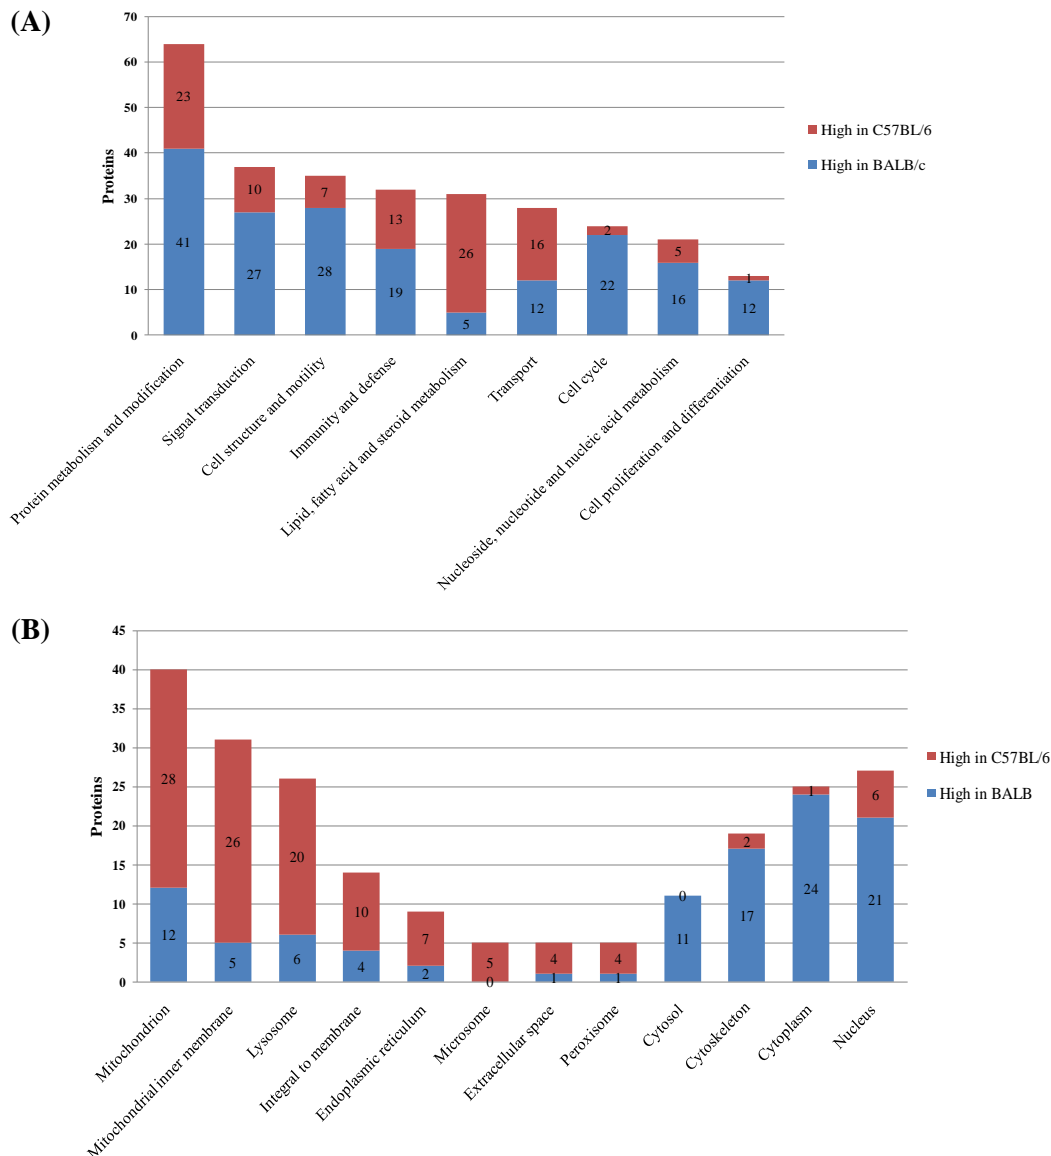 (A)
70
60
50
40
30
20
10
0
Proteins
23
41
10
27
7
28
13
19
26
5
16
12
2
22
5
16
1
12
High in C57BL/6
High in BALB/c
Protein metabolism and modification
Signal transduction
Cell structure and motility
Immunity and defense
Lipid, fatty acid and steroid metabolism
Transport
Cell cycle
Nucleoside, nucleotide and nucleic acid metabolism
Cell proliferation and differentiation
(B)
45
40
35
30
25
20
15
10
5
0
Proteins
28
12
26
5
20
6
10
4
7
2
5
0
4
1
4
1
0
11
2
17
1
24
6
21
High in C57BL/6
High in BALB
Mitochondrion
Mitochondrial inner membrane
Lysosome
Integral to membrane
Endoplasmic reticulum
Microsome
Extracellular space
Peroxisome
Cytosol
Cytoskeleton
Cytoplasm
Nucleus